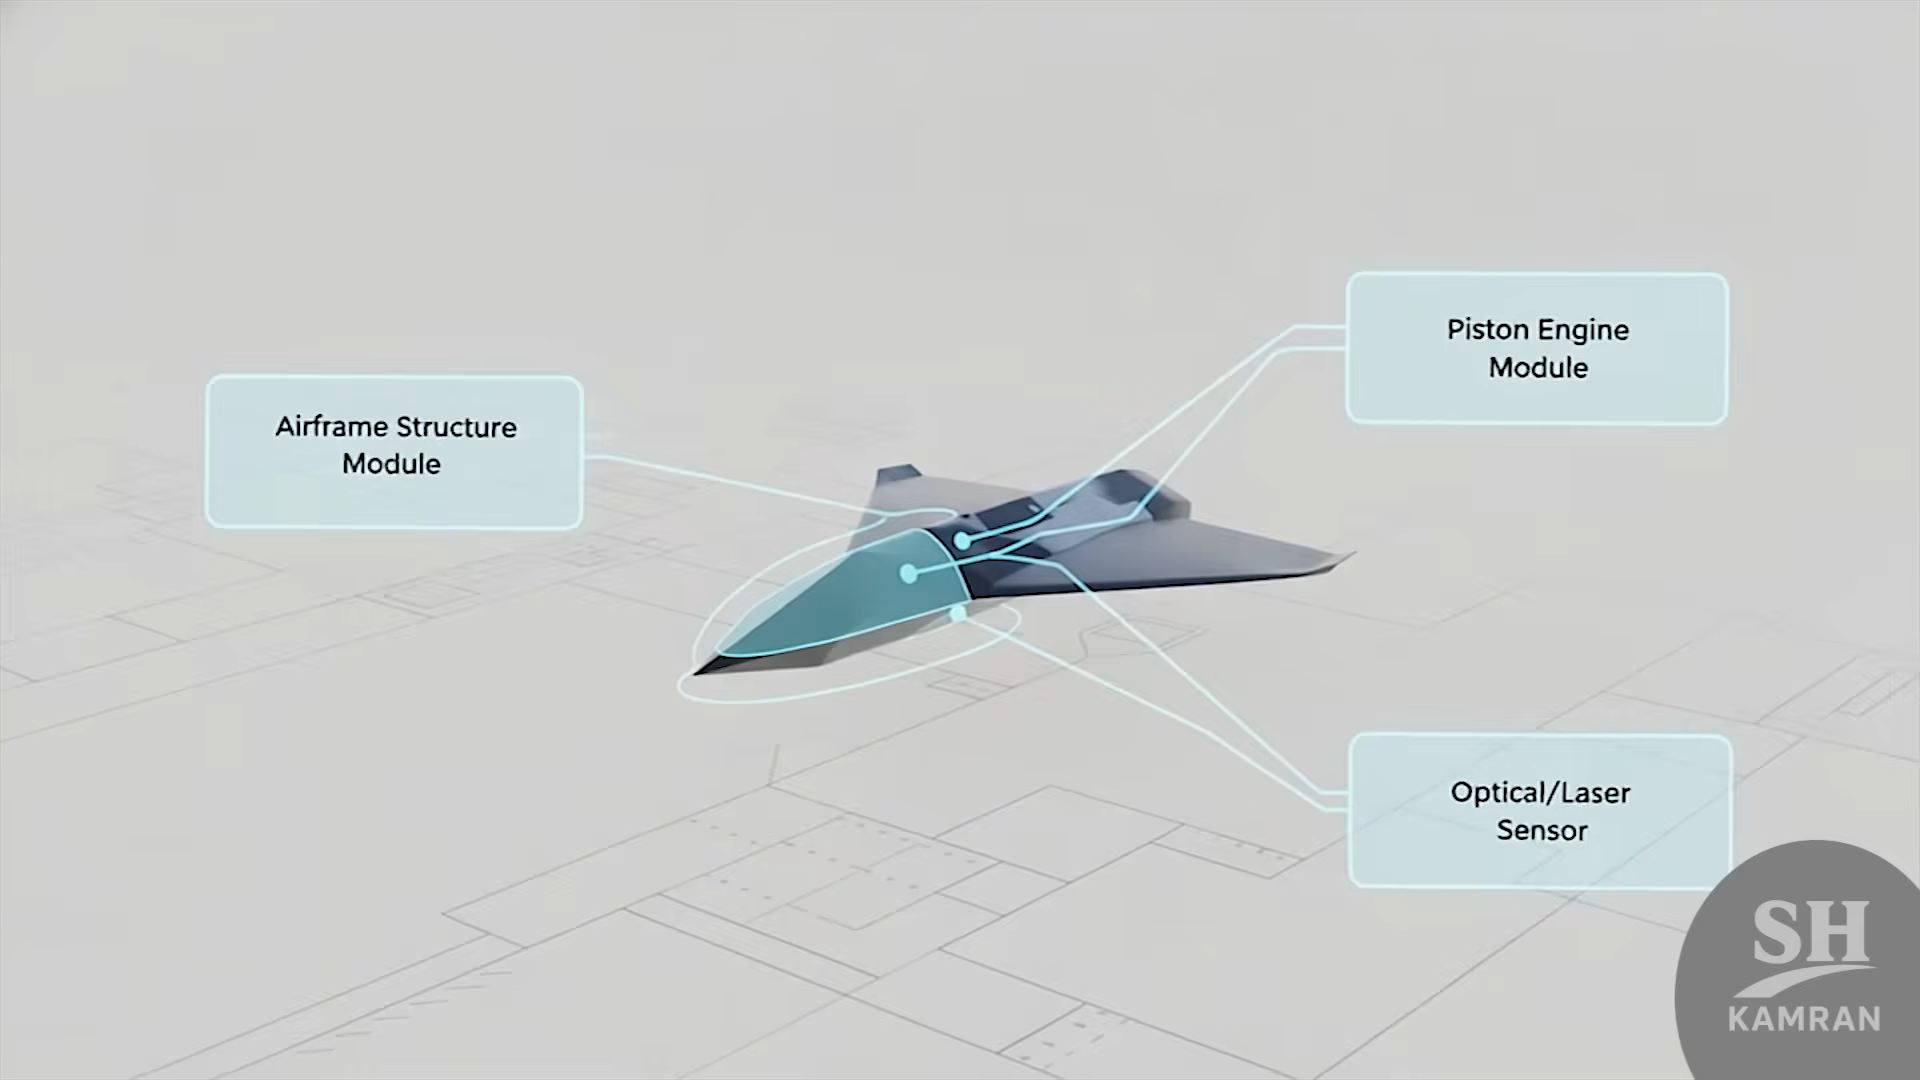 Airframe Structure
Module
Piston Engine
Module
Optical/Laser
Sensor
SH
KAMRAN